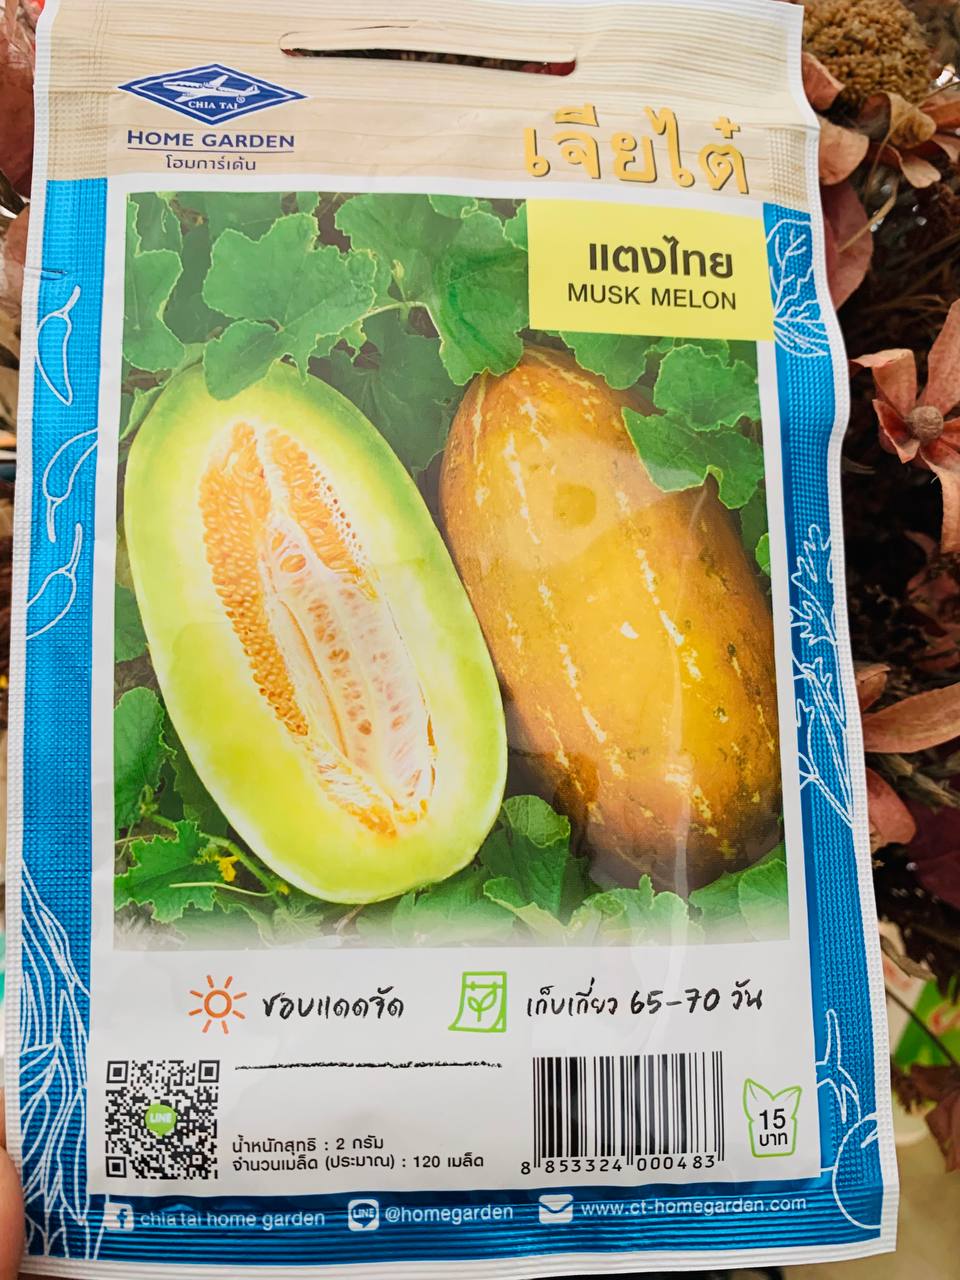 CHIA TAI®
HOME GARDEN
โฮมการ์เด้น
เจียไต๋
แตงไทย
MUSK MELON
ชอบแดดจัด
เก็บเกี่ยว 65-70 วัน
LINE
น้ำหนักสุทธิ : 2 กรัม
จำนวนเมล็ด (ประมาณ) : 120 เมล็ด
8 853324 000483
15
บาท
f chia tai home garden
LINE @homegarden
www.ct-homegarden.com